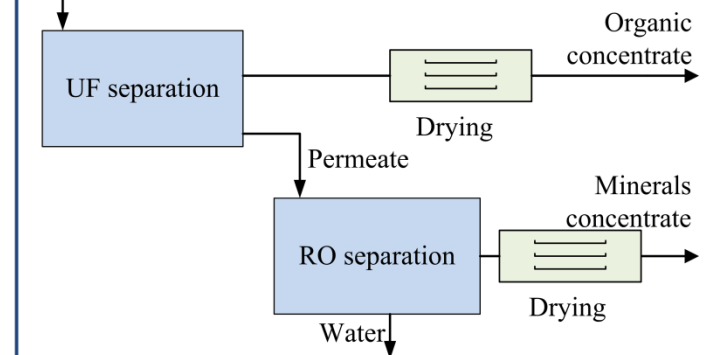 Organic
concentrate
UF separation
Drying
Permeate
Minerals
concentrate
RO separation
Drying
Water